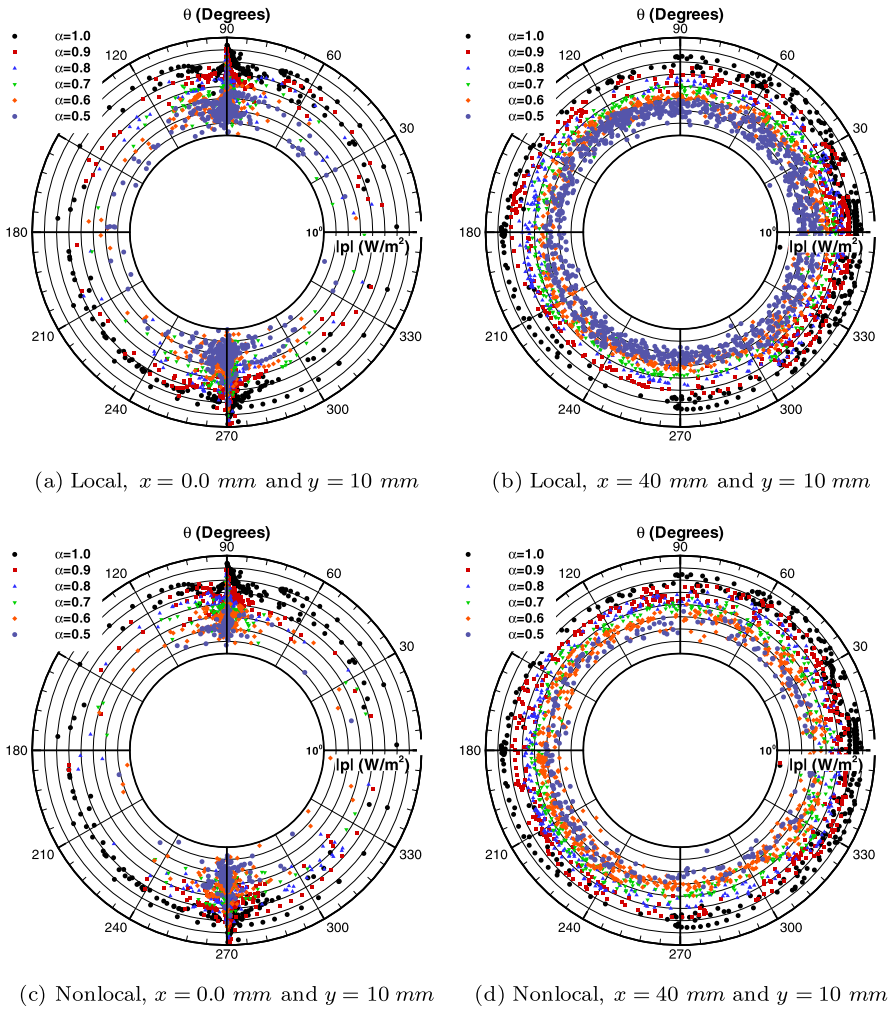 θ (Degrees)
90
α=1.0
α=0.9
α=0.8
α=0.7
α=0.6
α=0.5
120
60
30
180
10⁰
|p| (W/m²)
210
330
240
300
270
(a) Local, x = 0.0 mm and y = 10 mm
θ (Degrees)
90
α=1.0
α=0.9
α=0.8
α=0.7
α=0.6
α=0.5
120
60
30
180
10⁰
|p| (W/m²)
210
330
240
300
270
(b) Local, x = 40 mm and y = 10 mm
θ (Degrees)
90
α=1.0
α=0.9
α=0.8
α=0.7
α=0.6
α=0.5
120
60
30
180
10⁰
|p| (W/m²)
210
330
240
300
270
(c) Nonlocal, x = 0.0 mm and y = 10 mm
θ (Degrees)
90
α=1.0
α=0.9
α=0.8
α=0.7
α=0.6
α=0.5
120
60
30
180
10⁰
|p| (W/m²)
210
330
240
300
270
(d) Nonlocal, x = 40 mm and y = 10 mm